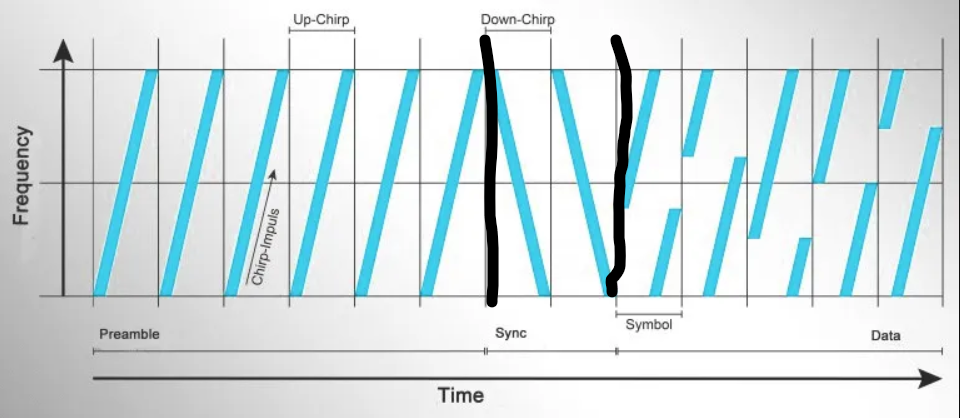 Up-Chirp
Down-Chirp
Frequency
Chirp-Impuls
Symbol
Preamble
Sync
Data
Time